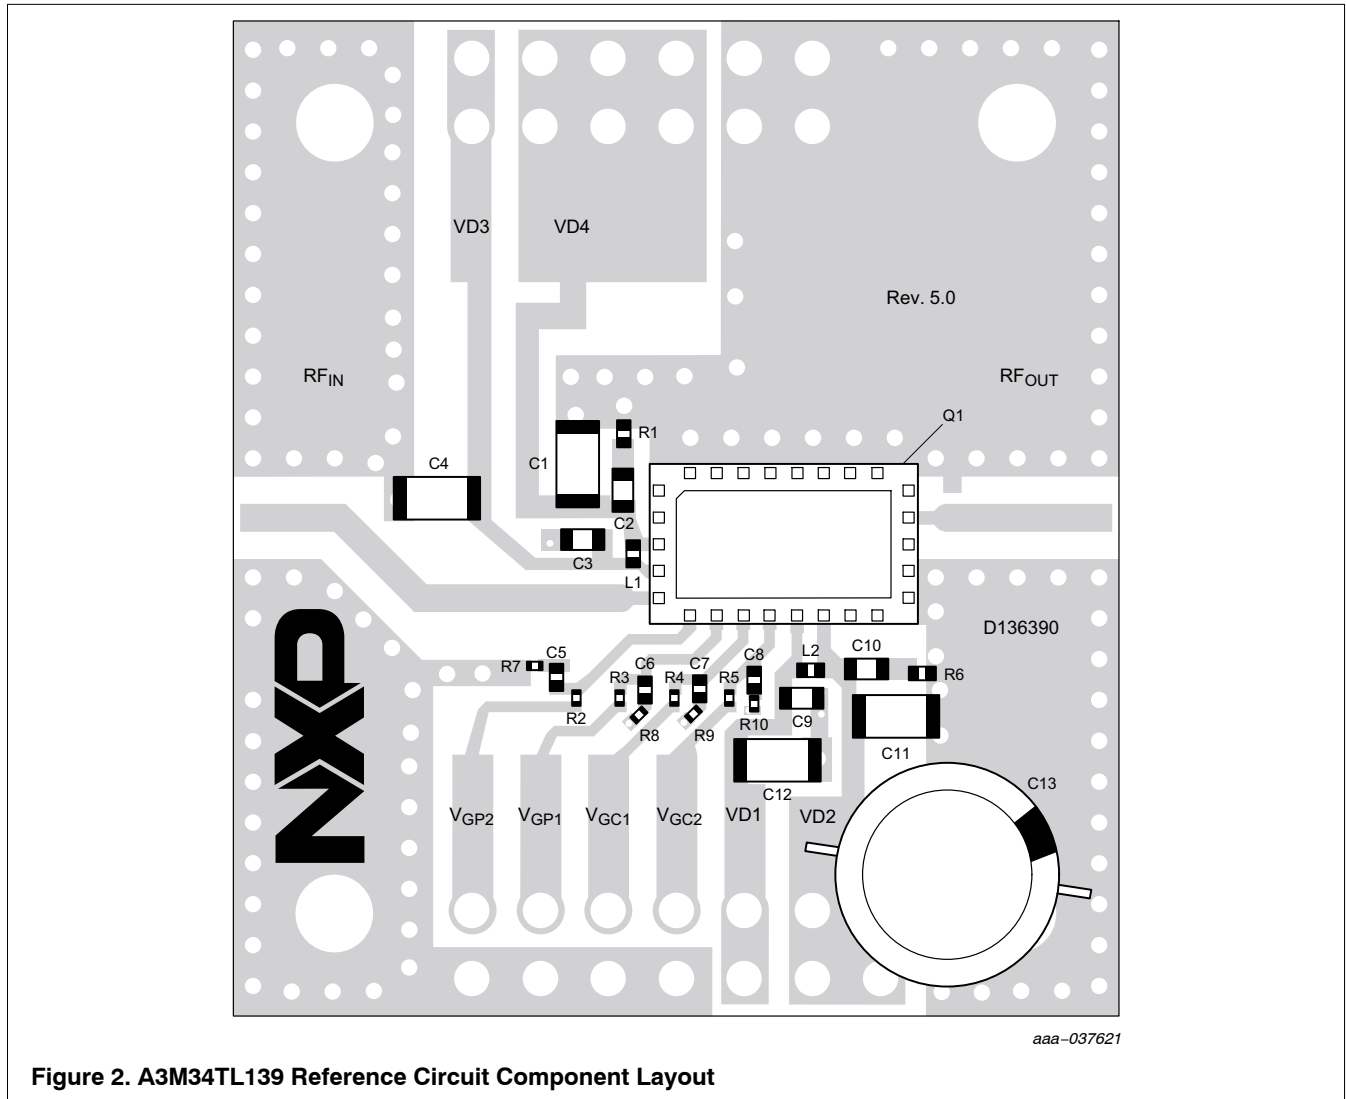 VD3 VD4
Rev. 5.0
RFIN RFOUT
Q1
R1
C4 C1
C2
C3
L1
D136390
NXP
R7 C5 C6 C7 C8 L2 C10
R3 R4 R5 R6
R2 R8 R9 R10 C9
C11
C12 C13
VGP2 VGP1 VGC1 VGC2 VD1 VD2
aaa–037621
Figure 2. A3M34TL139 Reference Circuit Component Layout